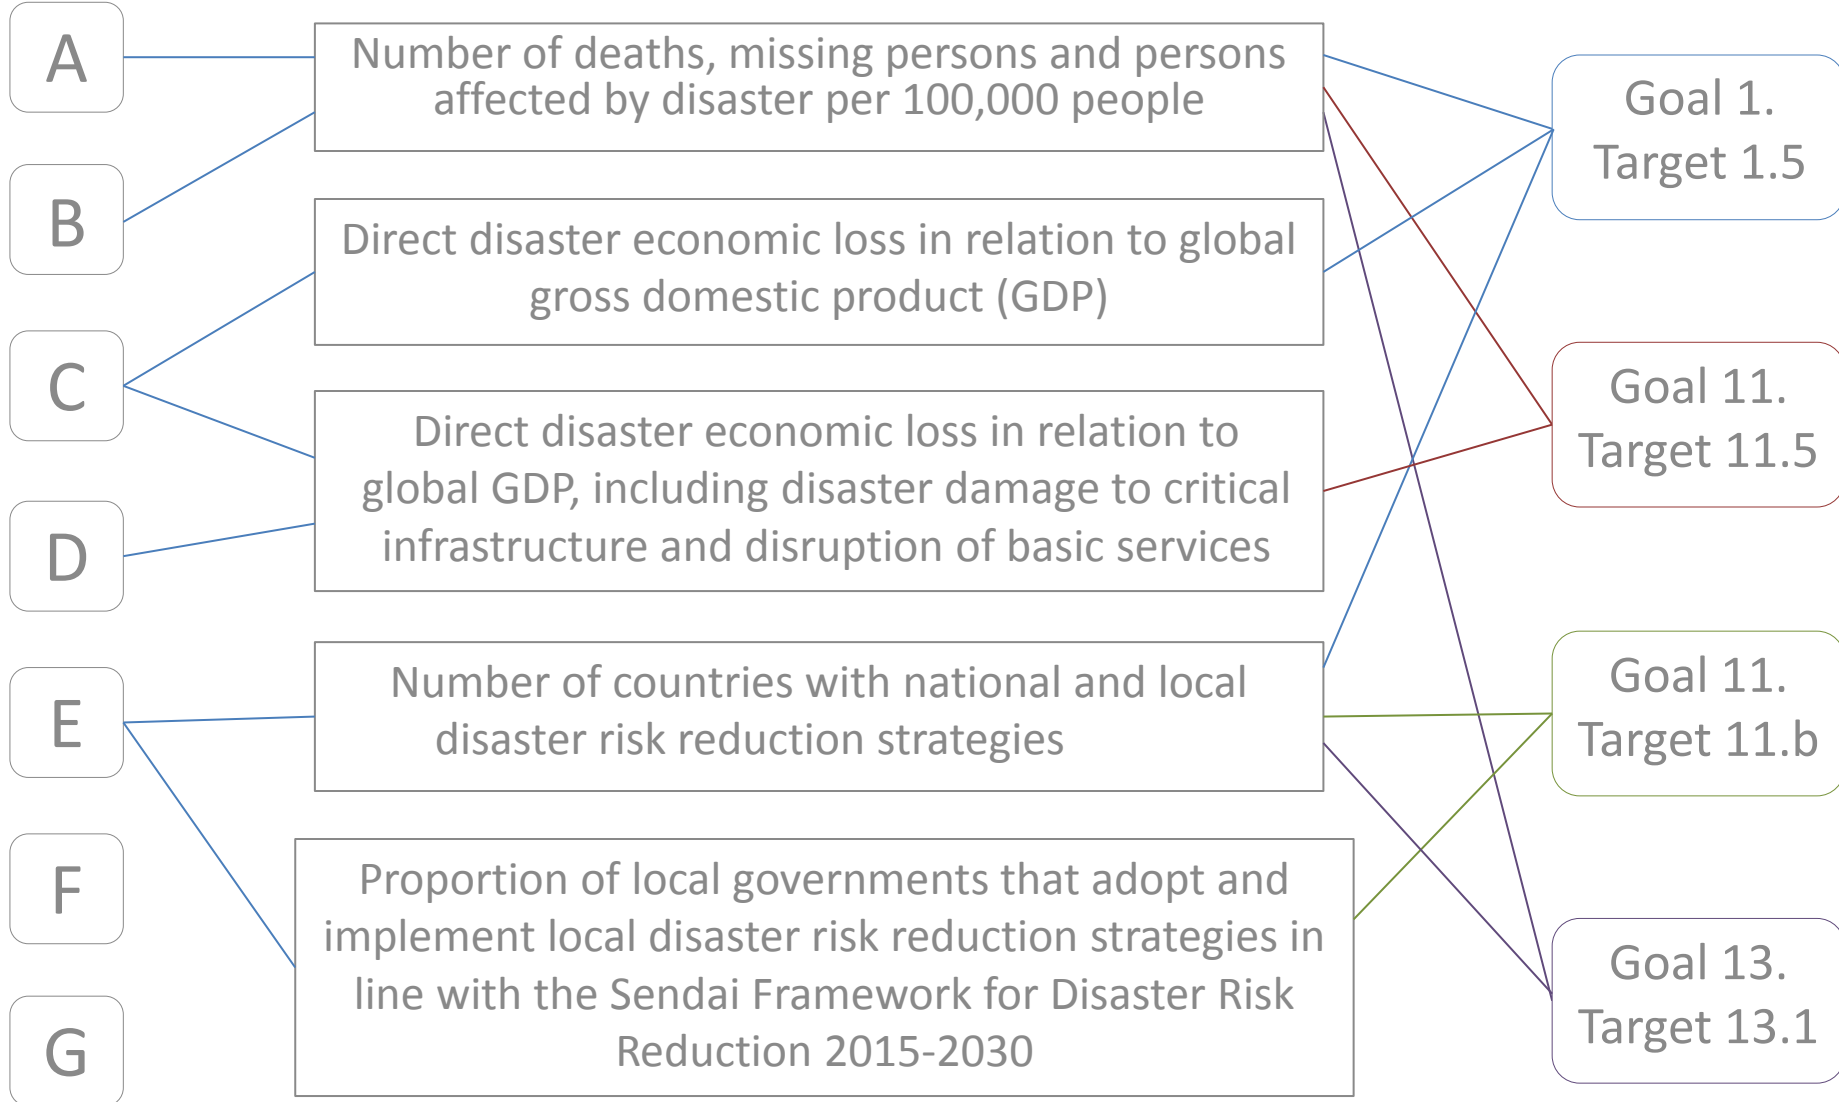 A
B
C
D
E
F
G
Number of deaths, missing persons and persons
affected by disaster per 100,000 people
Direct disaster economic loss in relation to global
gross domestic product (GDP)
Direct disaster economic loss in relation to
global GDP, including disaster damage to critical
infrastructure and disruption of basic services
Number of countries with national and local
disaster risk reduction strategies
Proportion of local governments that adopt and
implement local disaster risk reduction strategies in
line with the Sendai Framework for Disaster Risk
Reduction 2015-2030
Goal 1.
Target 1.5
Goal 11.
Target 11.5
Goal 11.
Target 11.b
Goal 13.
Target 13.1